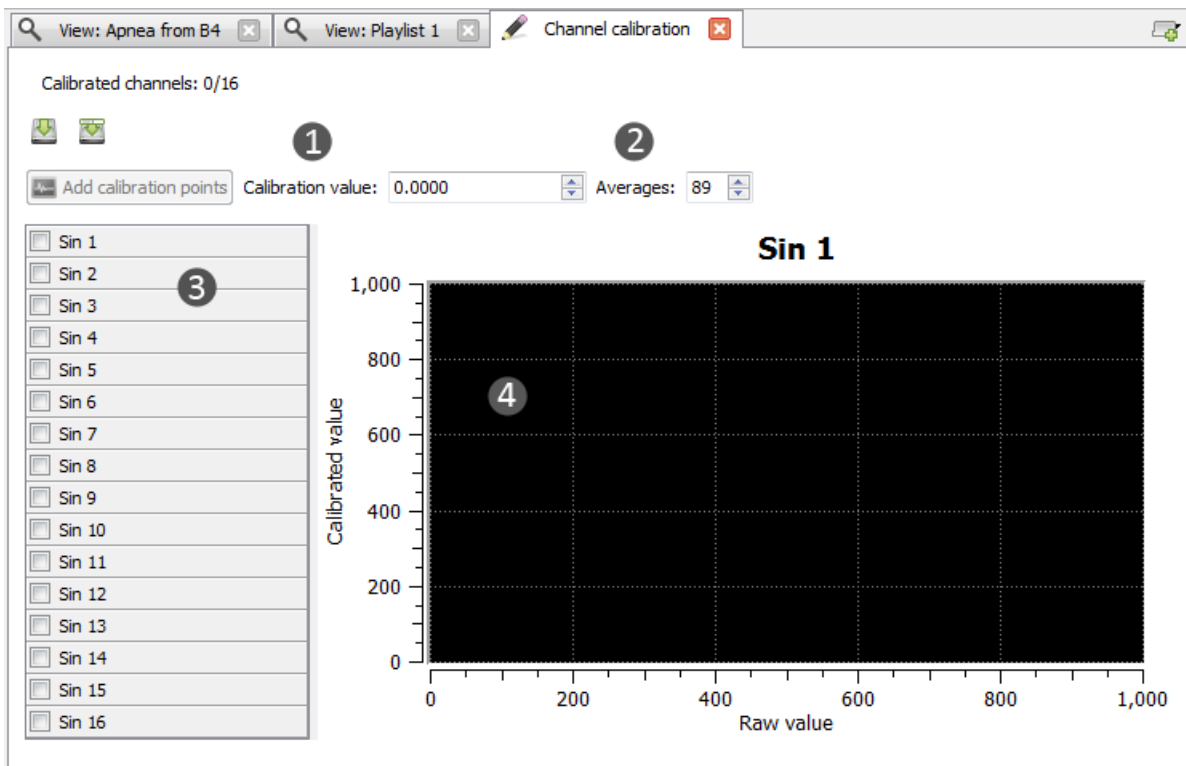 View: Apnea from B4 View: Playlist 1 Channel calibration
Calibrated channels: 0/16
1 2
Add calibration points Calibration value: 0.0000 Averages: 89
Sin 1
Sin 2
3
Sin 3
Sin 4
Sin 5
Sin 6
Sin 7
Sin 8
Sin 9
Sin 10
Sin 11
Sin 12
Sin 13
Sin 14
Sin 15
Sin 16
Sin 1
1,000
800
4
600
400
200
0
Calibrated value
0 200 400 600 800 1,000
Raw value